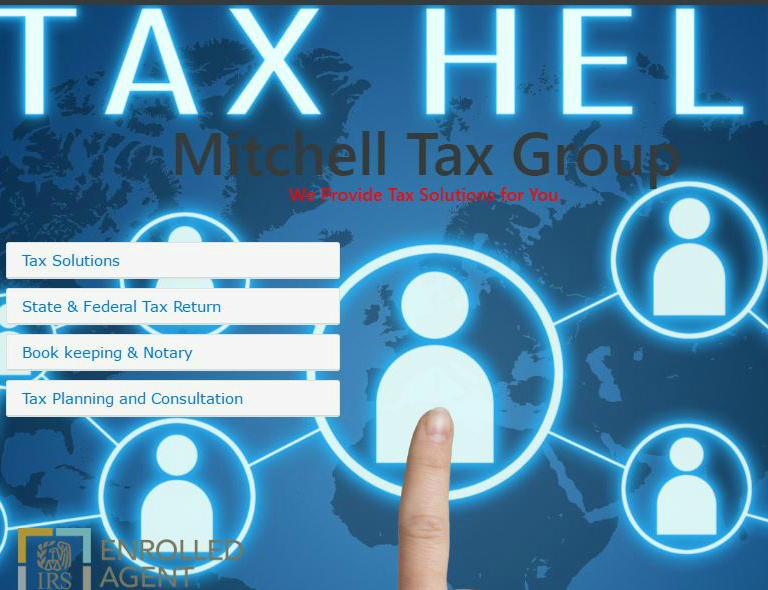 TAX HEL
Mitchell Tax Group
We Provide Tax Solutions for You.
Tax Solutions
State & Federal Tax Return
Book keeping & Notary
Tax Planning and Consultation
ENROLLED
AGENT
IRS